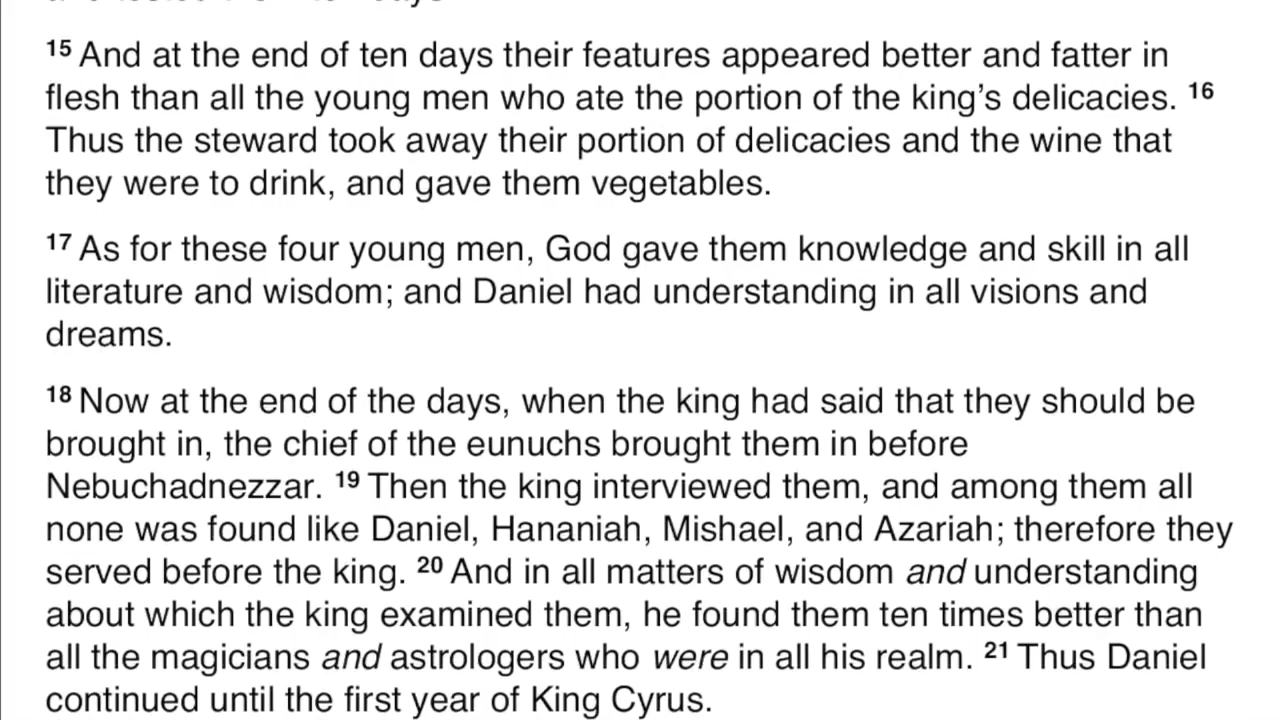 15 And at the end of ten days their features appeared better and fatter in
flesh than all the young men who ate the portion of the king's delicacies. 16
Thus the steward took away their portion of delicacies and the wine that
they were to drink, and gave them vegetables.
17 As for these four young men, God gave them knowledge and skill in all
literature and wisdom; and Daniel had understanding in all visions and
dreams.
18 Now at the end of the days, when the king had said that they should be
brought in, the chief of the eunuchs brought them in before
Nebuchadnezzar. 19 Then the king interviewed them, and among them all
none was found like Daniel, Hananiah, Mishael, and Azariah; therefore they
served before the king. 20 And in all matters of wisdom and understanding
about which the king examined them, he found them ten times better than
all the magicians and astrologers who were in all his realm. 21 Thus Daniel
continued until the first year of King Cyrus.